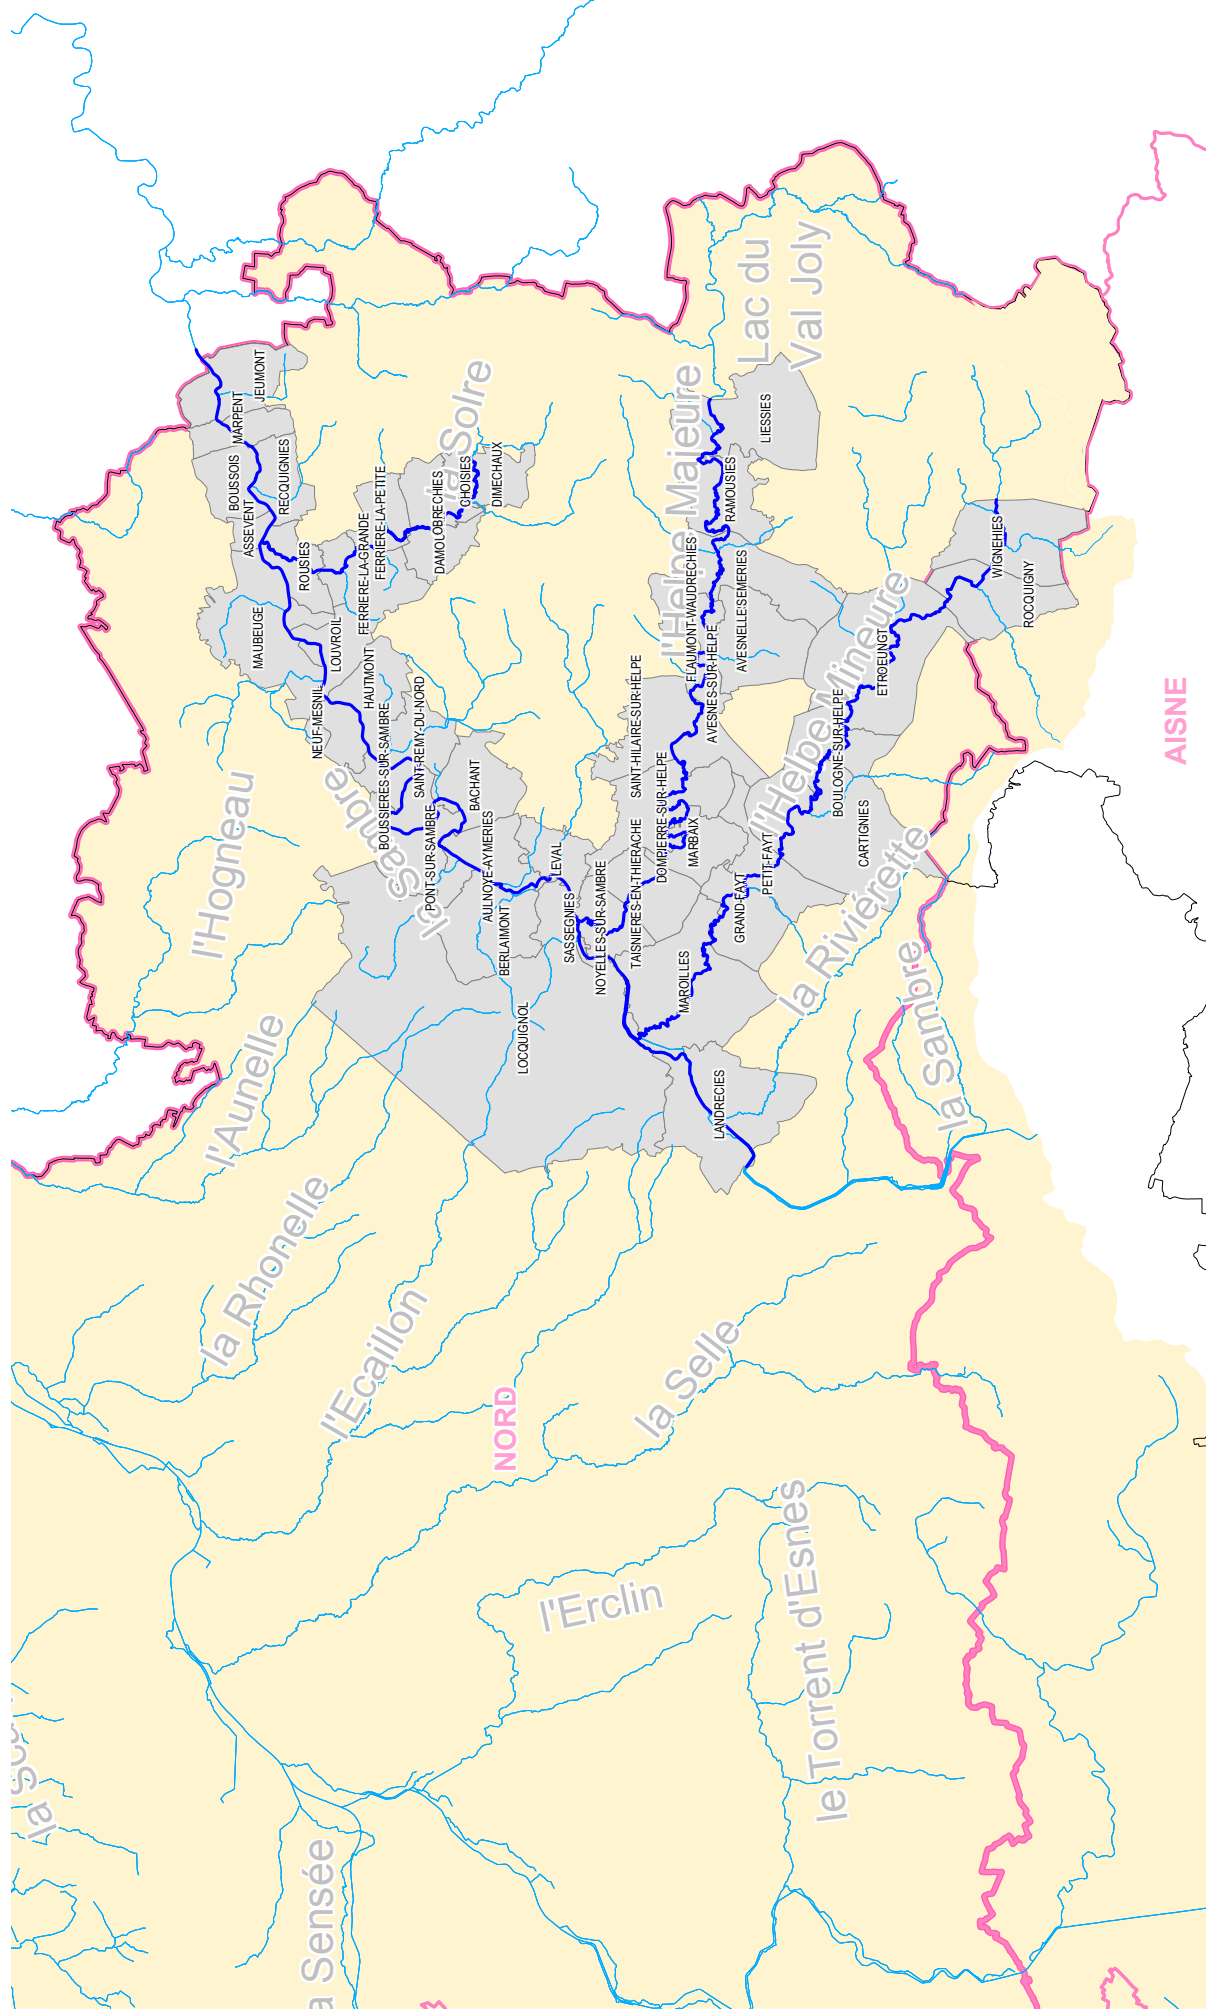 la Sensée
l'Erclin
le Torrent d'Esnes
NORD
l'Ecaillon
la Rhonelle
la Selle
l'Aunelle
l'Hogneau
la Sambre
la Sambre
la Riviérette
l'Helpe Mineure
l'Helpe Majeure
la Solre
Lac du
Val Joly
AISNE
JEUMONT
MARPENT
BOUSSOIS
RECQUIGNIES
ASSEVENT
ROUSIES
MAUBEUGE
FERRIERE-LA-GRANDE
FERRIERE-LA-PETITE
OBRECHIES
CHOISIES
DIMECHAUX
LOUVROIL
HAUTMONT
NEUF-MESNIL
BOUSSIERES-SUR-SAMBRE
SAINT-REMY-DU-NORD
PONT-SUR-SAMBRE
BACHANT
AULNOYE-AYMERIES
BERLAIMONT
LEVAL
SASSEGNIES
NOYELLES-SUR-SAMBRE
LOCQUIGNOL
TAISNIERES-EN-THIERACHE
SAINT-HILAIRE-SUR-HELPE
DOMPIERRE-SUR-HELPE
MARBAIX
FLAUMONT-WAUDRECHIES
AVESNES-SUR-HELPE
AVESNELLES
SEMERIES
RAMOUSIES
LIESSIES
MAROILLES
GRAND-FAYT
PETIT-FAYT
LANDRECIES
BOULOGNE-SUR-HELPE
CARTIGNIES
ETROEUNGT
WIGNEHIES
ROCQUIGNY